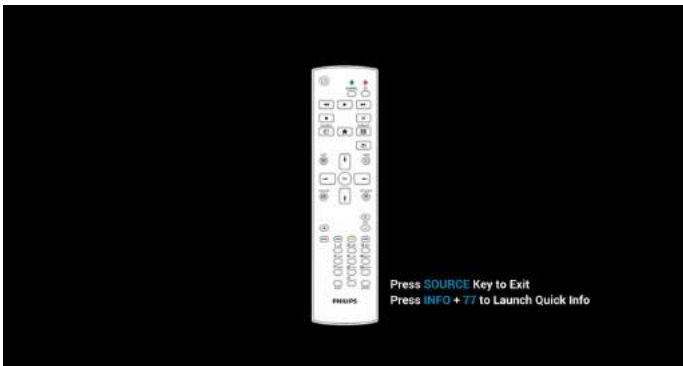 PHILIPS
Press SOURCE Key to Exit
Press INFO + 77 to Launch Quick Info